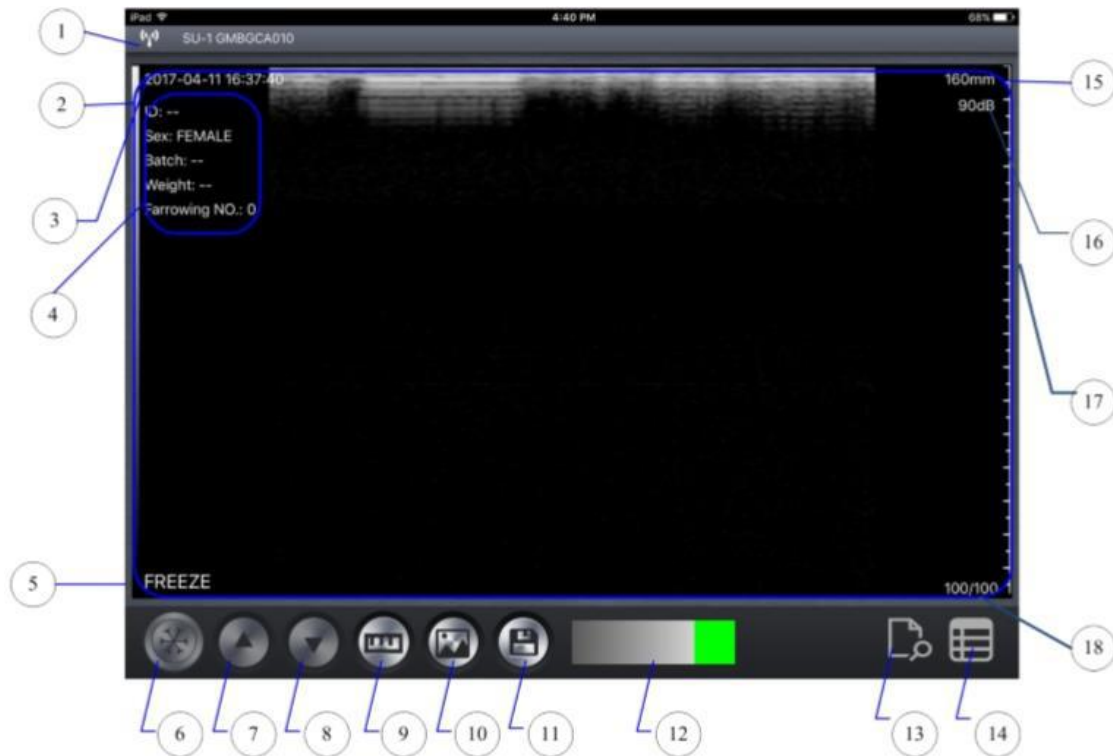 iPad 4:40 PM 68%
SU-1 GMBGCA010
2017-04-11 16:37:40 160mm
ID: -- 90dB
Sex: FEMALE
Batch: --
Weight: --
Farrowing NO.: 0
FREEZE 100/100 1
1
2
3
4
5
6 7 8 9 10 11 12 13 14
15
16
17
18